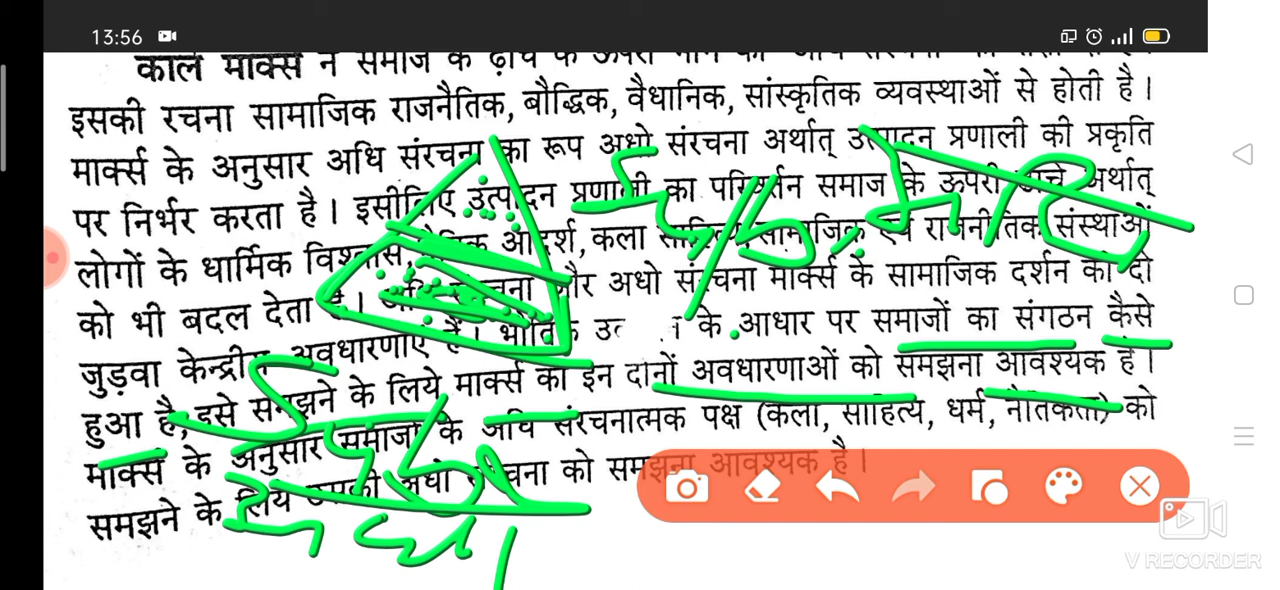 13:56
कार्ल मार्क्स ने समाज के ढांचे के ऊपरी भाग को
इसकी रचना सामाजिक राजनैतिक, बौद्धिक, वैधानिक, सांस्कृतिक व्यवस्थाओं से होती है।
मार्क्स के अनुसार अधि संरचना का रूप अधो संरचना अर्थात् उत्पादन प्रणाली की प्रकृति
पर निर्भर करता है। इसीलिए उत्पादन प्रणाली का परिवर्तन समाज के ऊपरी ढांचे अर्थात्
लोगों के धार्मिक विश्वास, आदर्श, कला साहित्य, सामाजिक एवं राजनीतिक संस्थाओं
को भी बदल देता है। और अधो संरचना मार्क्स के सामाजिक दर्शन की दो
जुड़वा केन्द्रीय अवधारणाएं हैं। के आधार पर समाजों का संगठन कैसे
हुआ है, इसे समझने के लिये मार्क्स की इन दोनों अवधारणाओं को समझना आवश्यक है।
मार्क्स के अनुसार समाजों के अधि संरचनात्मक पक्ष (कला, साहित्य, धर्म, नैतिकता) को
समझने के लिये उसकी अधो संरचना को समझना आवश्यक है।
V RECORDER